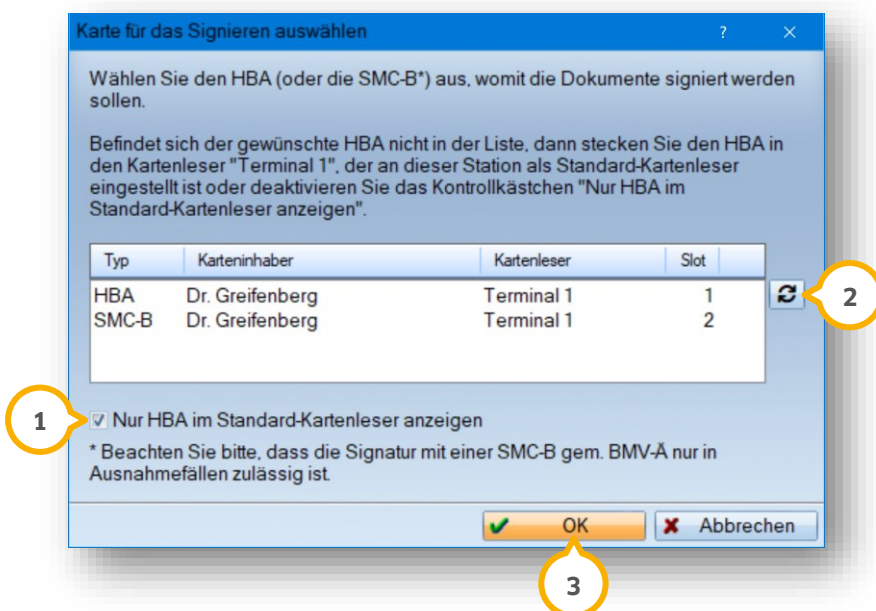 Karte für das Signieren auswählen
Wählen Sie den HBA (oder die SMC-B*) aus, womit die Dokumente signiert werden
sollen.
Befindet sich der gewünschte HBA nicht in der Liste, dann stecken Sie den HBA in
den Kartenleser "Terminal 1", der an dieser Station als Standard-Kartenleser
eingestellt ist oder deaktivieren Sie das Kontrollkästchen "Nur HBA im
Standard-Kartenleser anzeigen".
Typ Karteninhaber Kartenleser Slot
HBA Dr. Greifenberg Terminal 1 1
SMC-B Dr. Greifenberg Terminal 1 2
2
1
Nur HBA im Standard-Kartenleser anzeigen
* Beachten Sie bitte, dass die Signatur mit einer SMC-B gem. BMV-Ä nur in
Ausnahmefällen zulässig ist.
OK Abbrechen
3